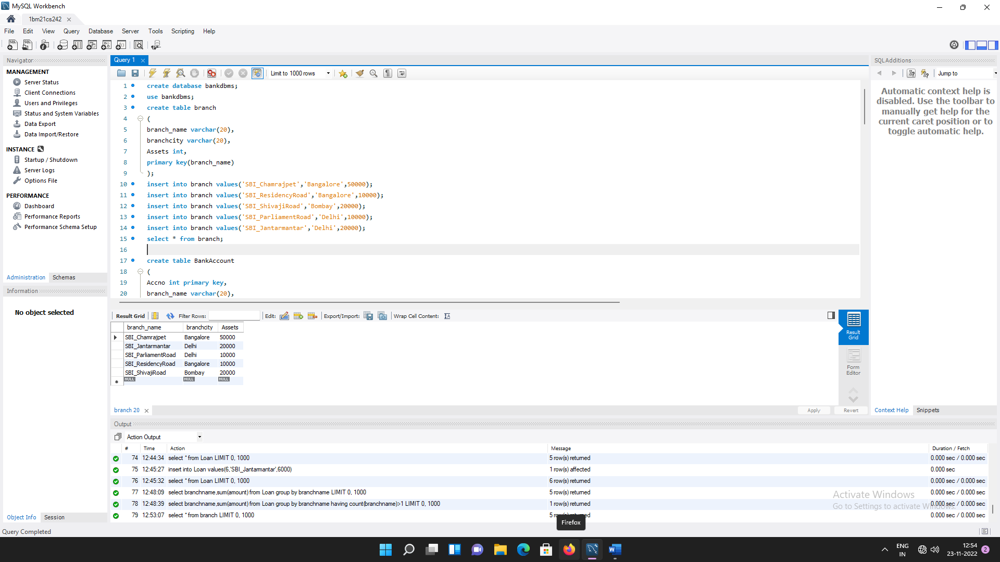 MySQL Workbench
1bm21cs242
File Edit View Query Database Server Tools Scripting Help
Navigator
MANAGEMENT
Server Status
Client Connections
Users and Privileges
Status and System Variables
Data Export
Data Import/Restore
INSTANCE
Startup / Shutdown
Server Logs
Options File
PERFORMANCE
Dashboard
Performance Reports
Performance Schema Setup
Administration Schemas
Information
No object selected
Object Info Session
Query 1
Limit to 1000 rows
1 create database bankdbms;
2 use bankdbms;
3 create table branch
4 (
5 branch_name varchar(20),
6 branchcity varchar(20),
7 Assets int,
8 primary key(branch_name)
9 );
10 insert into branch values('SBI_Chamrajpet','Bangalore',50000);
11 insert into branch values('SBI_ResidencyRoad','Bangalore',10000);
12 insert into branch values('SBI_ShivajiRoad','Bombay',20000);
13 insert into branch values('SBI_ParliamentRoad','Delhi',10000);
14 insert into branch values('SBI_Jantarmantar','Delhi',20000);
15 select * from branch;
16
17 create table BankAccount
18 (
19 Accno int primary key,
20 branch_name varchar(20),
Result Grid Filter Rows: Edit: Export/Import: Wrap Cell Content:
branch_name branchcity Assets
SBI_Chamrajpet Bangalore 50000
SBI_Jantarmantar Delhi 20000
SBI_ParliamentRoad Delhi 10000
SBI_ResidencyRoad Bangalore 10000
SBI_ShivajiRoad Bombay 20000
NULL NULL NULL
Result
Grid
Form
Editor
branch 20
Apply Revert
SQLAdditions
Jump to
Automatic context help is
disabled. Use the toolbar to
manually get help for the
current caret position or to
toggle automatic help.
Context Help Snippets
Output
Action Output
# Time Action Message Duration / Fetch
74 12:44:34 select * from Loan LIMIT 0, 1000 5 row(s) returned 0.000 sec / 0.000 sec
75 12:45:27 insert into Loan values(6,'SBI_Jantarmantar',6000) 1 row(s) affected 0.000 sec
76 12:45:32 select * from Loan LIMIT 0, 1000 6 row(s) returned 0.000 sec / 0.000 sec
77 12:48:09 select branchname,sum(amount) from Loan group by branchname LIMIT 0, 1000 5 row(s) returned 0.000 sec / 0.000 sec
78 12:48:39 select branchname,sum(amount) from Loan group by branchname having count(branchname)>1 LIMIT 0, 1000 1 row(s) returned 0.000 sec / 0.000 sec
79 12:53:07 select * from branch LIMIT 0, 1000 5 row(s) returned 0.000 sec / 0.000 sec
Activate Windows
Go to Settings to activate Windows.
Firefox
Query Completed
ENG
IN
12:54
23-11-2022
2